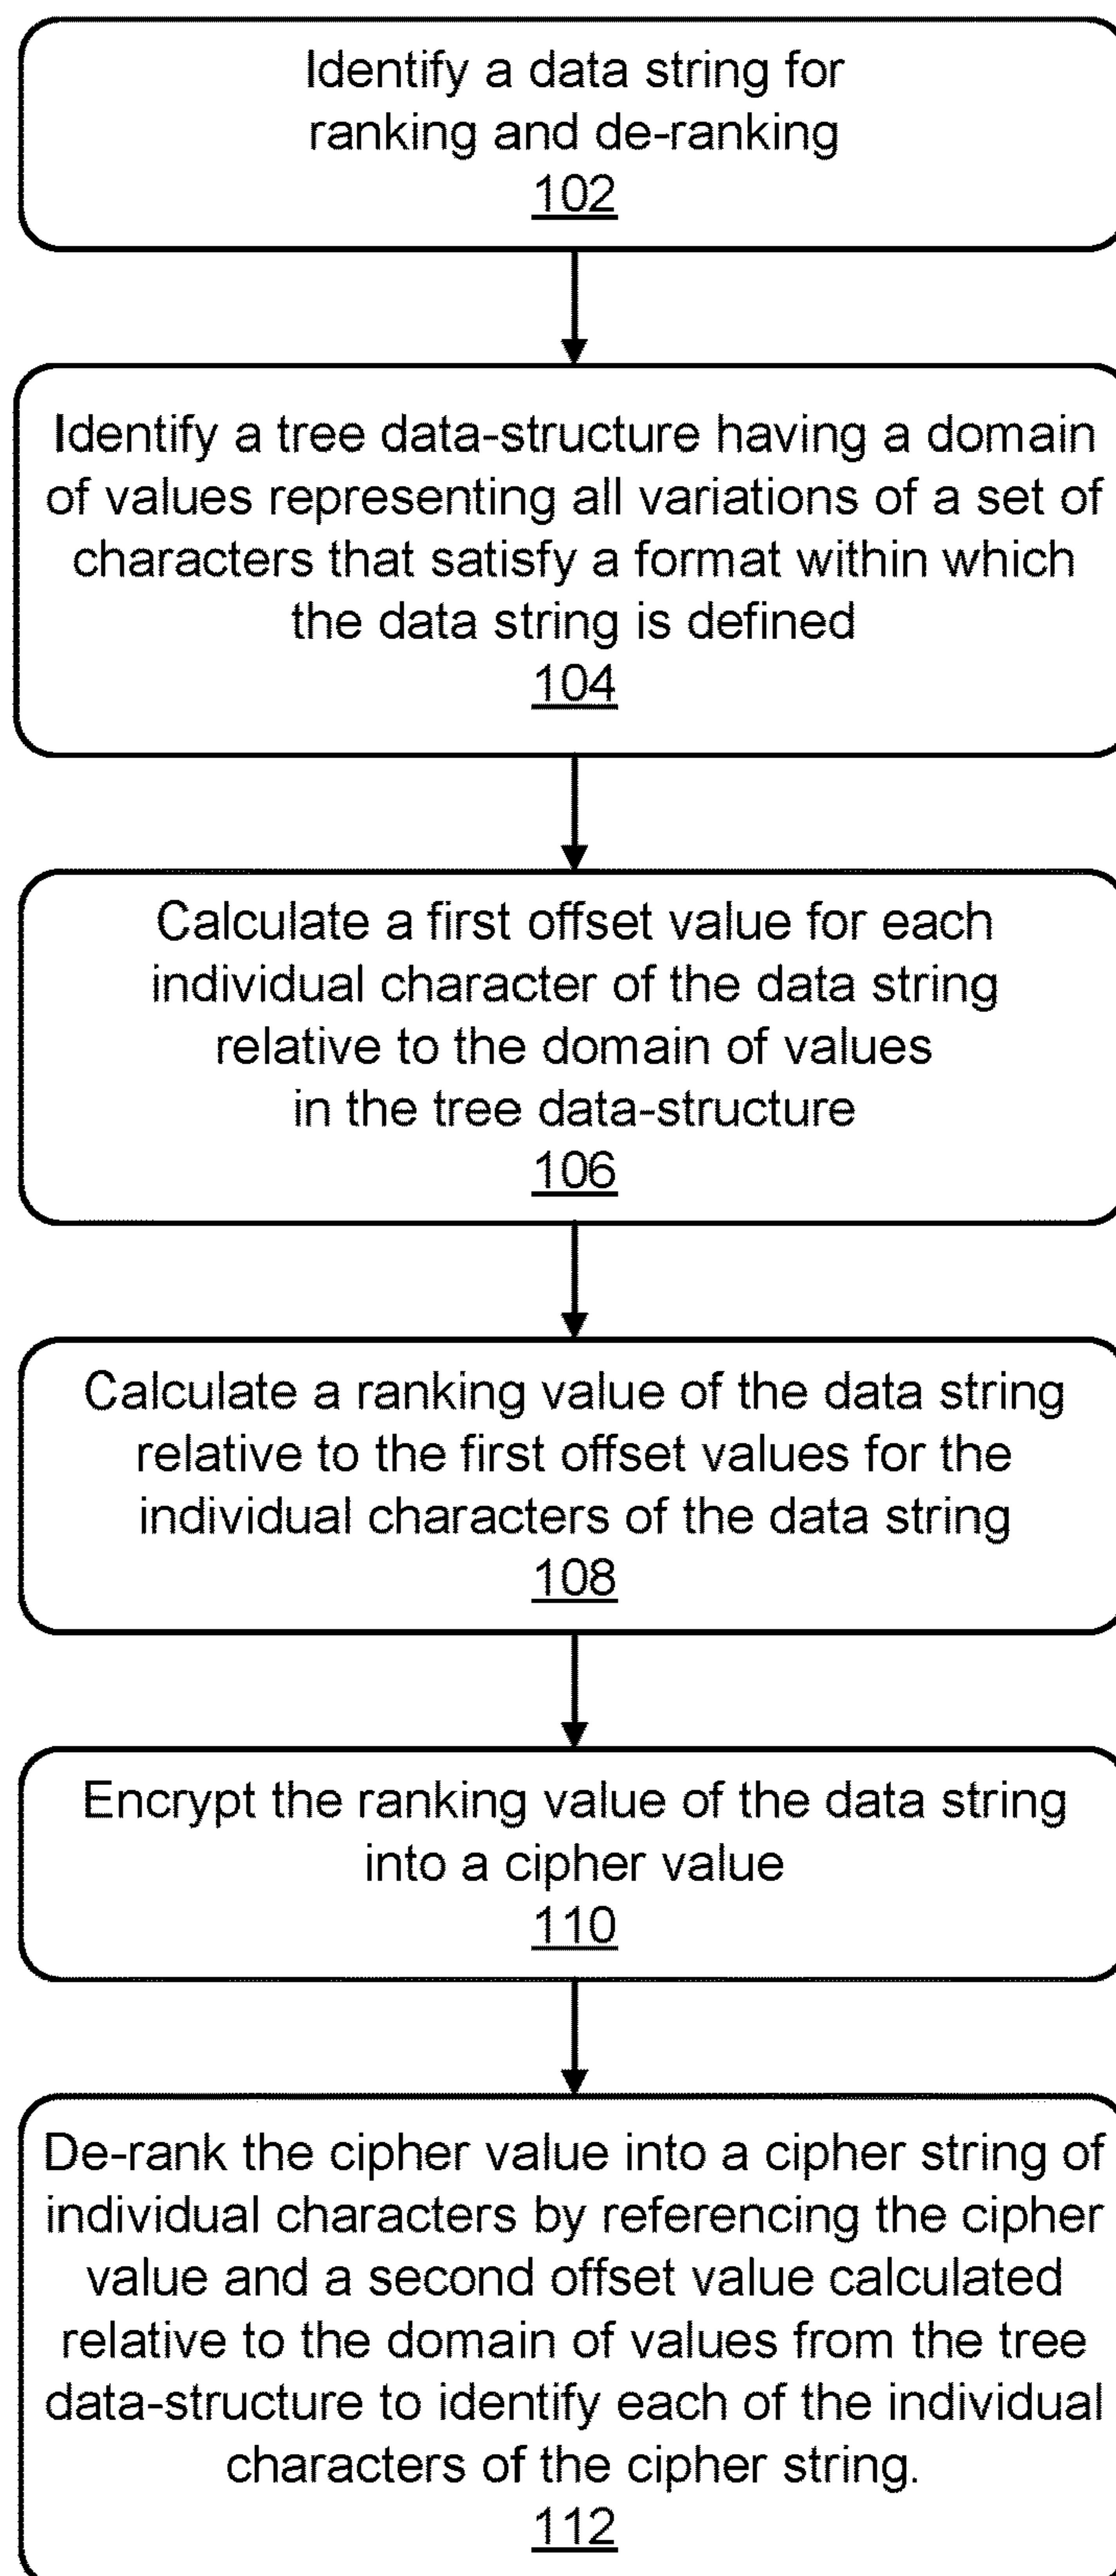 Identify a data string for
ranking and de-ranking
102
Identify a tree data-structure having a domain
of values representing all variations of a set of
characters that satisfy a format within which
the data string is defined
104
Calculate a first offset value for each
individual character of the data string
relative to the domain of values
in the tree data-structure
106
Calculate a ranking value of the data string
relative to the first offset values for the
individual characters of the data string
108
Encrypt the ranking value of the data string
into a cipher value
110
De-rank the cipher value into a cipher string of
individual characters by referencing the cipher
value and a second offset value calculated
relative to the domain of values from the tree
data-structure to identify each of the individual
characters of the cipher string.
112